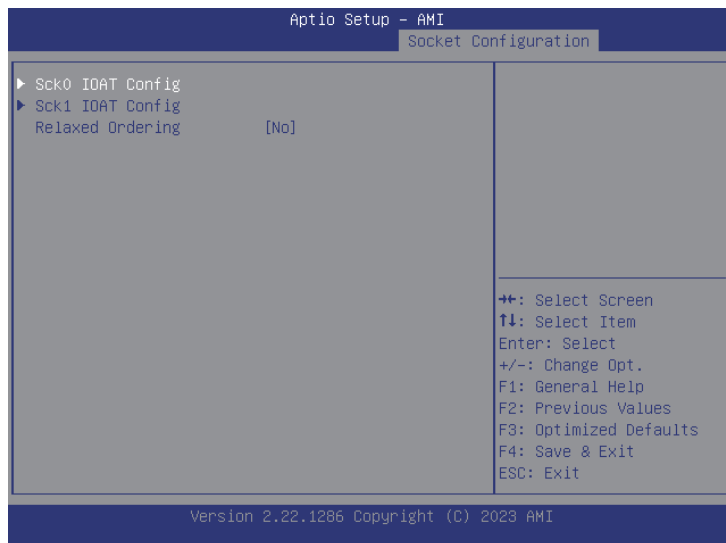 Aptio Setup – AMI
Socket Configuration
▶ Sck0 IOAT Config
▶ Sck1 IOAT Config
Relaxed Ordering [No]
→←: Select Screen
↑↓: Select Item
Enter: Select
+/-: Change Opt.
F1: General Help
F2: Previous Values
F3: Optimized Defaults
F4: Save & Exit
ESC: Exit
Version 2.22.1286 Copyright (C) 2023 AMI